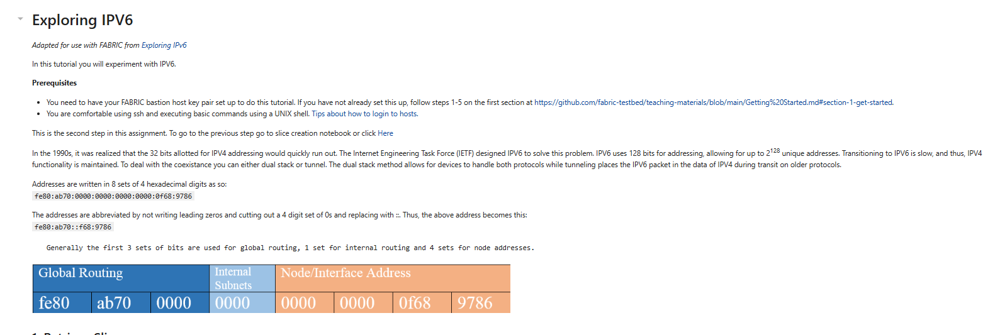 Exploring IPV6
Adapted for use with FABRIC from Exploring IPv6
In this tutorial you will experiment with IPV6.
Prerequisites
• You need to have your FABRIC bastion host key pair set up to do this tutorial. If you have not already set this up, follow steps 1-5 on the first section at https://github.com/fabric-testbed/teaching-materials/blob/main/Getting%20Started.md#section-1-get-started.
• You are comfortable using ssh and executing basic commands using a UNIX shell. Tips about how to login to hosts.
This is the second step in this assignment. To go to the previous step go to slice creation notebook or click Here
In the 1990s, it was realized that the 32 bits allotted for IPV4 addressing would quickly run out. The Internet Engineering Task Force (IETF) designed IPV6 to solve this problem. IPV6 uses 128 bits for addressing, allowing for up to 2^128 unique addresses. Transitioning to IPV6 is slow, and thus, IPV4
functionality is maintained. To deal with the coexistance you can either dual stack or tunnel. The dual stack method allows for devices to handle both protocols while tunneling places the IPV6 packet in the data of IPV4 during transit on older protocols.
Addresses are written in 8 sets of 4 hexadecimal digits as so:
fe80:ab70:0000:0000:0000:0000:0f68:9786
The addresses are abbreviated by not writing leading zeros and cutting out a 4 digit set of 0s and replacing with ::. Thus, the above address becomes this:
fe80:ab70::f68:9786
Generally the first 3 sets of bits are used for global routing, 1 set for internal routing and 4 sets for node addresses.
Global Routing
Internal
Subnets
Node/Interface Address
fe80 ab70 0000 0000 0000 0000 0f68 9786